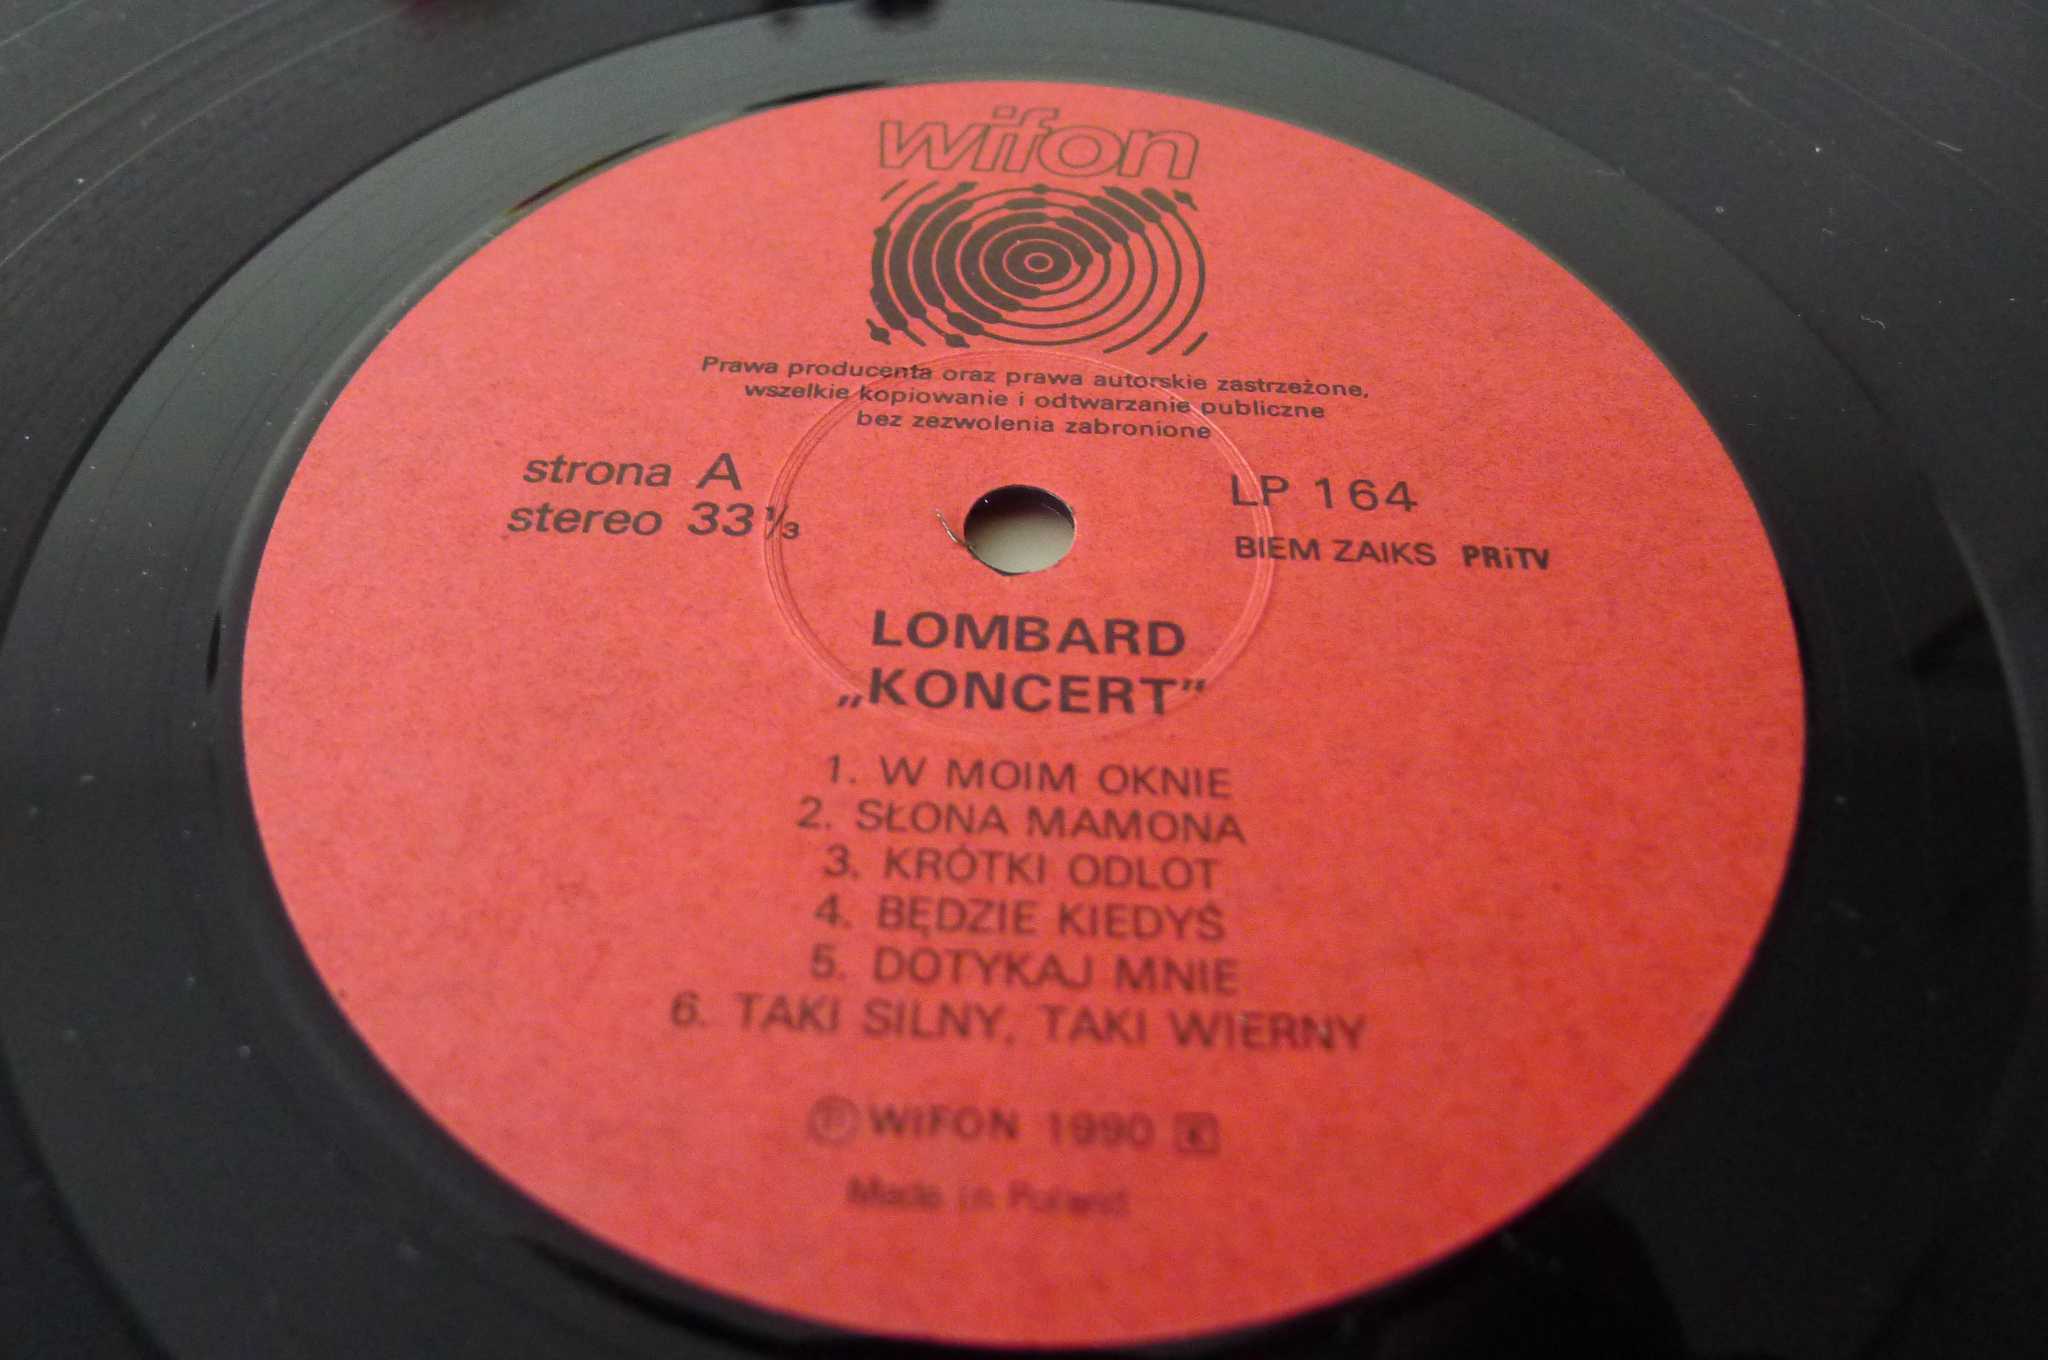 wifon
Prawa producenta oraz prawa autorskie zastrzeżone,
wszelkie kopiowanie i odtwarzanie publiczne
bez zezwolenia zabronione
strona A
stereo 33 1/3
LP 164
BIEM ZAIKS PRiTV
LOMBARD
„KONCERT"
1. W MOIM OKNIE
2. SŁONA MAMONA
3. KRÓTKI ODLOT
4. BĘDZIE KIEDYŚ
5. DOTYKAJ MNIE
6. TAKI SILNY, TAKI WIERNY
Ⓟ WIFON 1990 K
Made in Poland